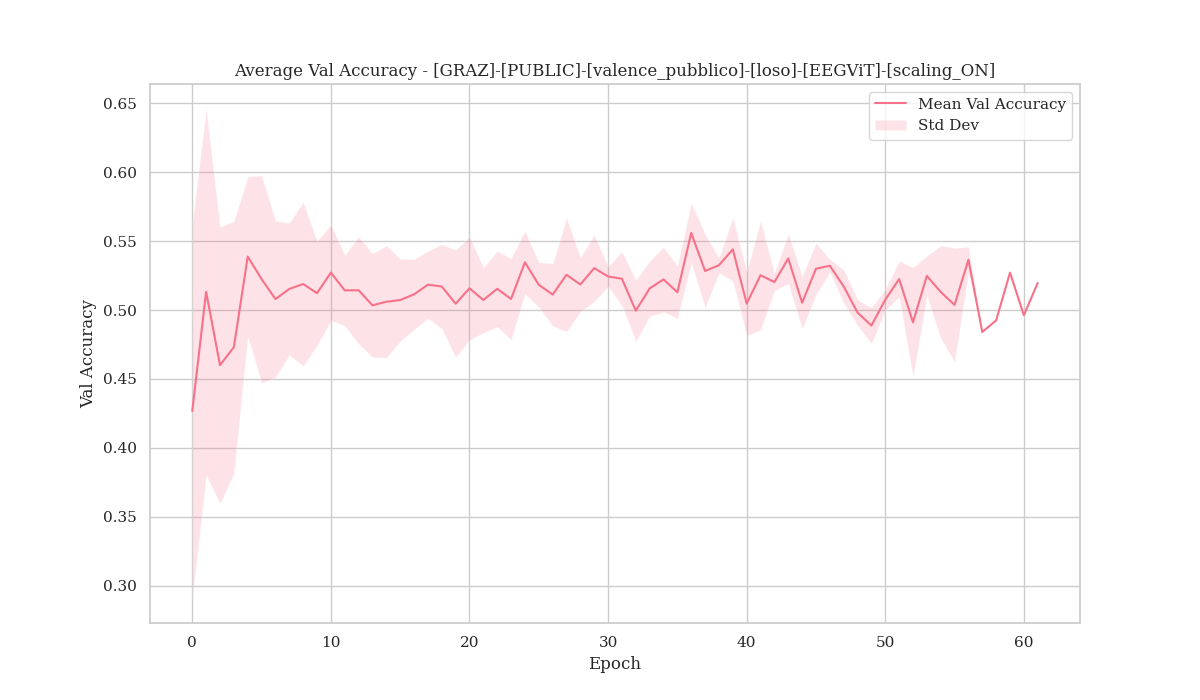 Average Val Accuracy - [GRAZ]-[PUBLIC]-[valence_pubblico]-[loso]-[EEGViT]-[scaling_ON]
Mean Val Accuracy
Std Dev
Val Accuracy
0.65
0.60
0.55
0.50
0.45
0.40
0.35
0.30
0 10 20 30 40 50 60
Epoch